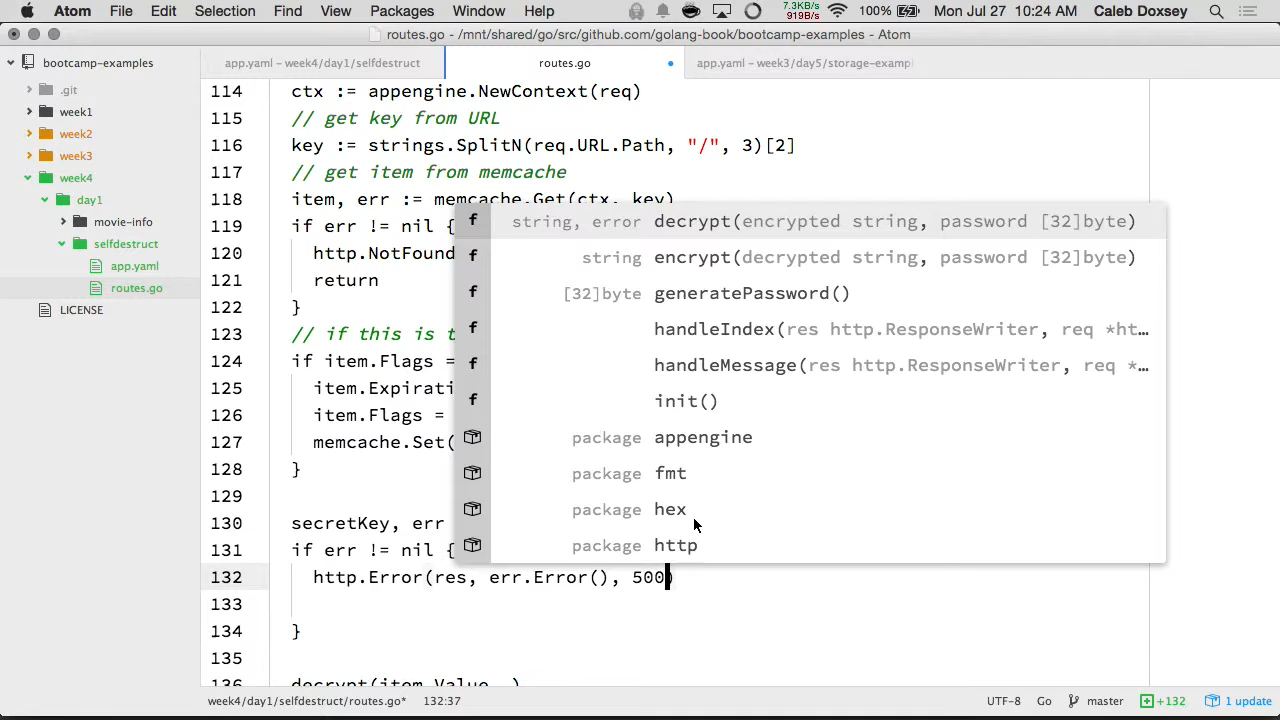 Atom File Edit Selection Find View Packages Window Help 7.3KB/s 919B/s 100% Mon Jul 27 10:24 AM Caleb Doxsey
routes.go - /mnt/shared/go/src/github.com/golang-book/bootcamp-examples - Atom
bootcamp-examples
app.yaml – week4/day1/selfdestruct
routes.go
app.yaml – week3/day5/storage-exampl
.git
week1
week2
week3
week4
day1
movie-info
selfdestruct
app.yaml
routes.go
LICENSE
114 ctx := appengine.NewContext(req)
115 // get key from URL
116 key := strings.SplitN(req.URL.Path, "/", 3)[2]
117 // get item from memcache
118 item, err := memcache.Get(ctx, key)
119 if err != nil {
120 http.NotFound
121 return
122 }
123 // if this is t
124 if item.Flags =
125 item.Expirati
126 item.Flags =
127 memcache.Set(
128 }
129
130 secretKey, err
131 if err != nil {
132 http.Error(res, err.Error(), 500)
133
134 }
135
136 decrypt(item.Value, )
f string, error decrypt(encrypted string, password [32]byte)
f string encrypt(decrypted string, password [32]byte)
f [32]byte generatePassword()
f handleIndex(res http.ResponseWriter, req *ht…
f handleMessage(res http.ResponseWriter, req *…
f init()
package appengine
package fmt
package hex
package http
week4/day1/selfdestruct/routes.go* 132:37 UTF-8 Go master +132 1 update